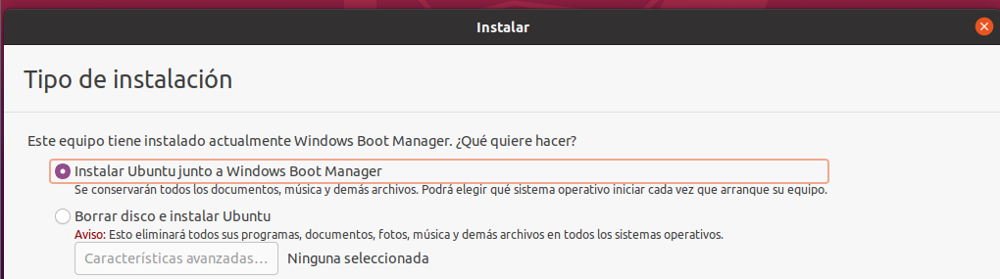 Instalar
Tipo de instalación
Este equipo tiene instalado actualmente Windows Boot Manager. ¿Qué quiere hacer?
Instalar Ubuntu junto a Windows Boot Manager
Se conservarán todos los documentos, música y demás archivos. Podrá elegir qué sistema operativo iniciar cada vez que arranque su equipo.
Borrar disco e instalar Ubuntu
Aviso: Esto eliminará todos sus programas, documentos, fotos, música y demás archivos en todos los sistemas operativos.
Características avanzadas... Ninguna seleccionada